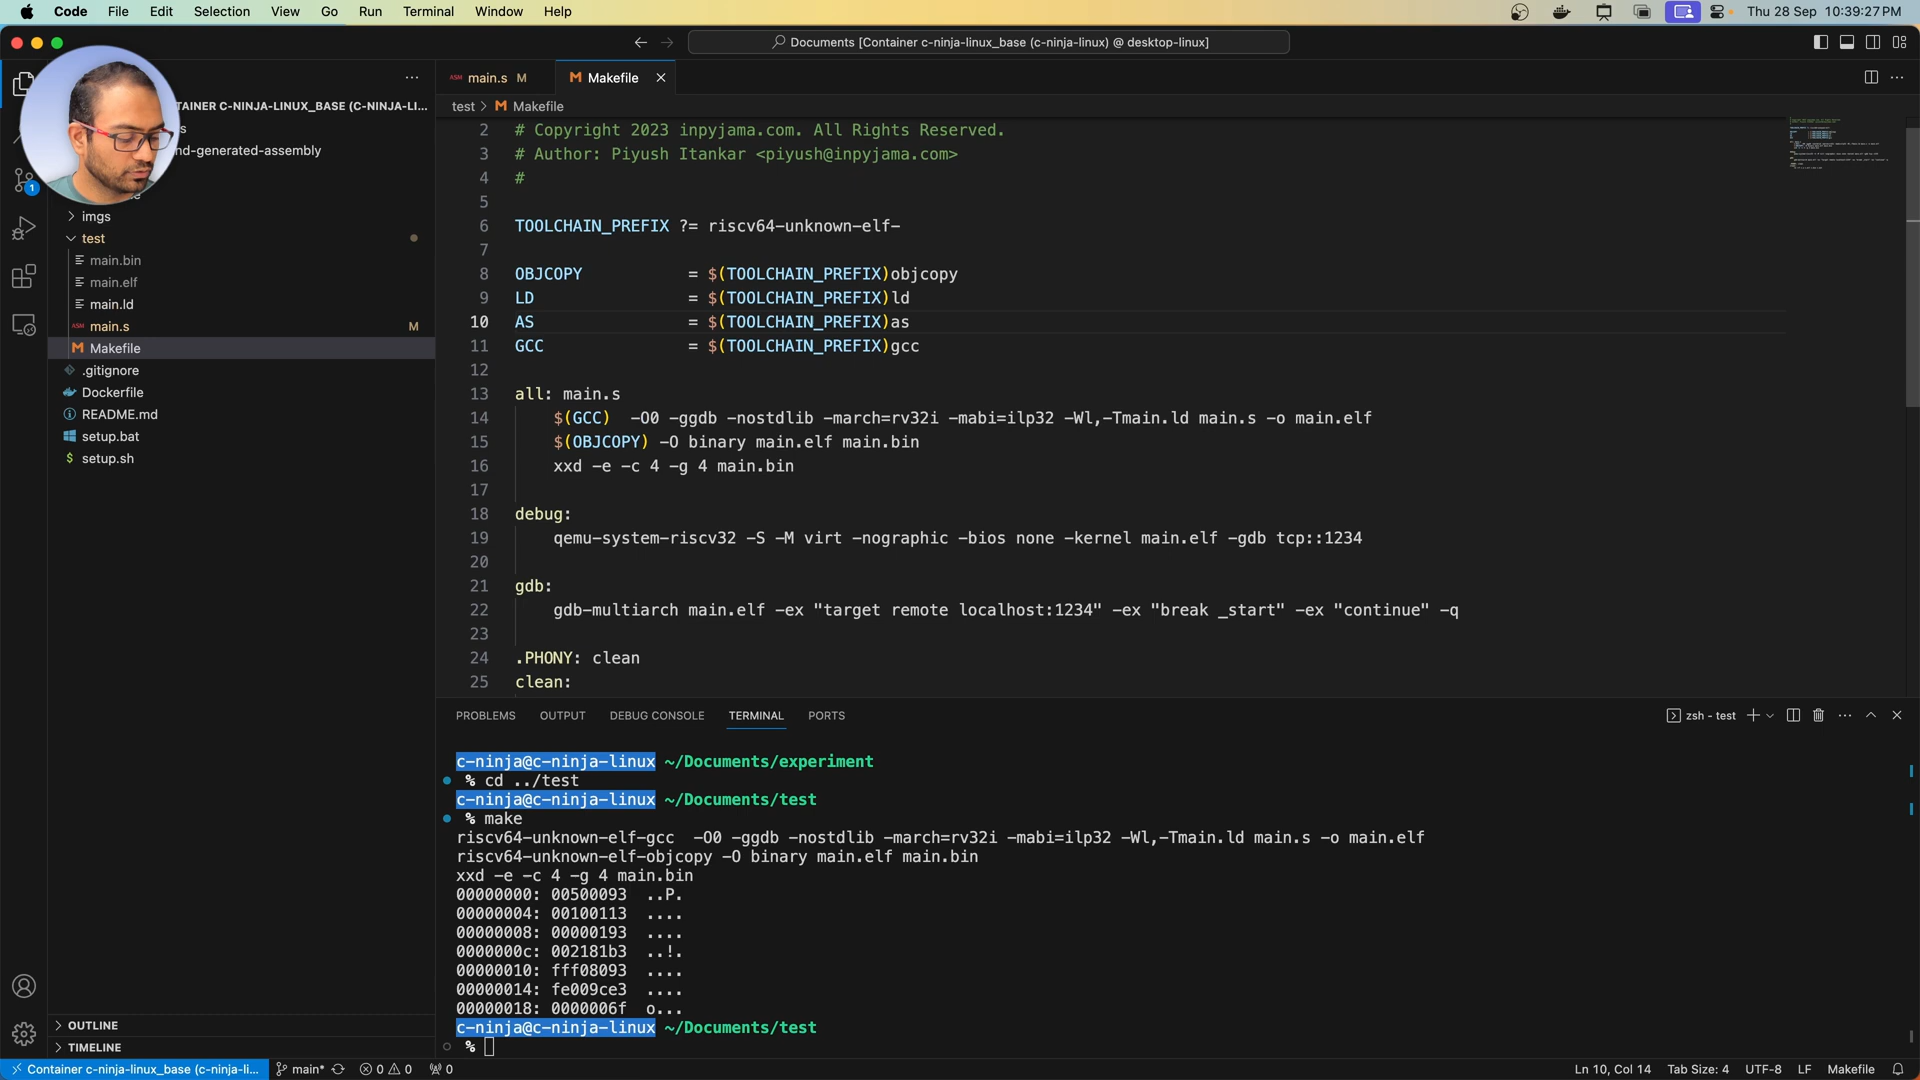 Code File Edit Selection View Go Run Terminal Window Help
Thu 28 Sep 10:39:27 PM
Documents [Container c-ninja-linux_base (c-ninja-linux) @ desktop-linux]
TAINER C-NINJA-LINUX_BASE (C-NINJA-LI...
s
nd-generated-assembly
imgs
test
main.bin
main.elf
main.ld
ASM main.s M
Makefile
.gitignore
Dockerfile
README.md
setup.bat
$ setup.sh
1
OUTLINE
TIMELINE
ASM main.s M
Makefile
test > Makefile
2 # Copyright 2023 inpyjama.com. All Rights Reserved.
3 # Author: Piyush Itankar <piyush@inpyjama.com>
4 #
5
6 TOOLCHAIN_PREFIX ?= riscv64-unknown-elf-
7
8 OBJCOPY = $(TOOLCHAIN_PREFIX)objcopy
9 LD = $(TOOLCHAIN_PREFIX)ld
10 AS = $(TOOLCHAIN_PREFIX)as
11 GCC = $(TOOLCHAIN_PREFIX)gcc
12
13 all: main.s
14 $(GCC) -O0 -ggdb -nostdlib -march=rv32i -mabi=ilp32 -Wl,-Tmain.ld main.s -o main.elf
15 $(OBJCOPY) -O binary main.elf main.bin
16 xxd -e -c 4 -g 4 main.bin
17
18 debug:
19 qemu-system-riscv32 -S -M virt -nographic -bios none -kernel main.elf -gdb tcp::1234
20
21 gdb:
22 gdb-multiarch main.elf -ex "target remote localhost:1234" -ex "break _start" -ex "continue" -q
23
24 .PHONY: clean
25 clean:
PROBLEMS OUTPUT DEBUG CONSOLE TERMINAL PORTS
zsh - test
c-ninja@c-ninja-linux ~/Documents/experiment
% cd ../test
c-ninja@c-ninja-linux ~/Documents/test
% make
riscv64-unknown-elf-gcc -O0 -ggdb -nostdlib -march=rv32i -mabi=ilp32 -Wl,-Tmain.ld main.s -o main.elf
riscv64-unknown-elf-objcopy -O binary main.elf main.bin
xxd -e -c 4 -g 4 main.bin
00000000: 00500093 ..P.
00000004: 00100113 ....
00000008: 00000193 ....
0000000c: 002181b3 ..!.
00000010: fff08093 ....
00000014: fe009ce3 ....
00000018: 0000006f o...
c-ninja@c-ninja-linux ~/Documents/test
%
Container c-ninja-linux_base (c-ninja-li... main* 0 0 0
Ln 10, Col 14 Tab Size: 4 UTF-8 LF Makefile